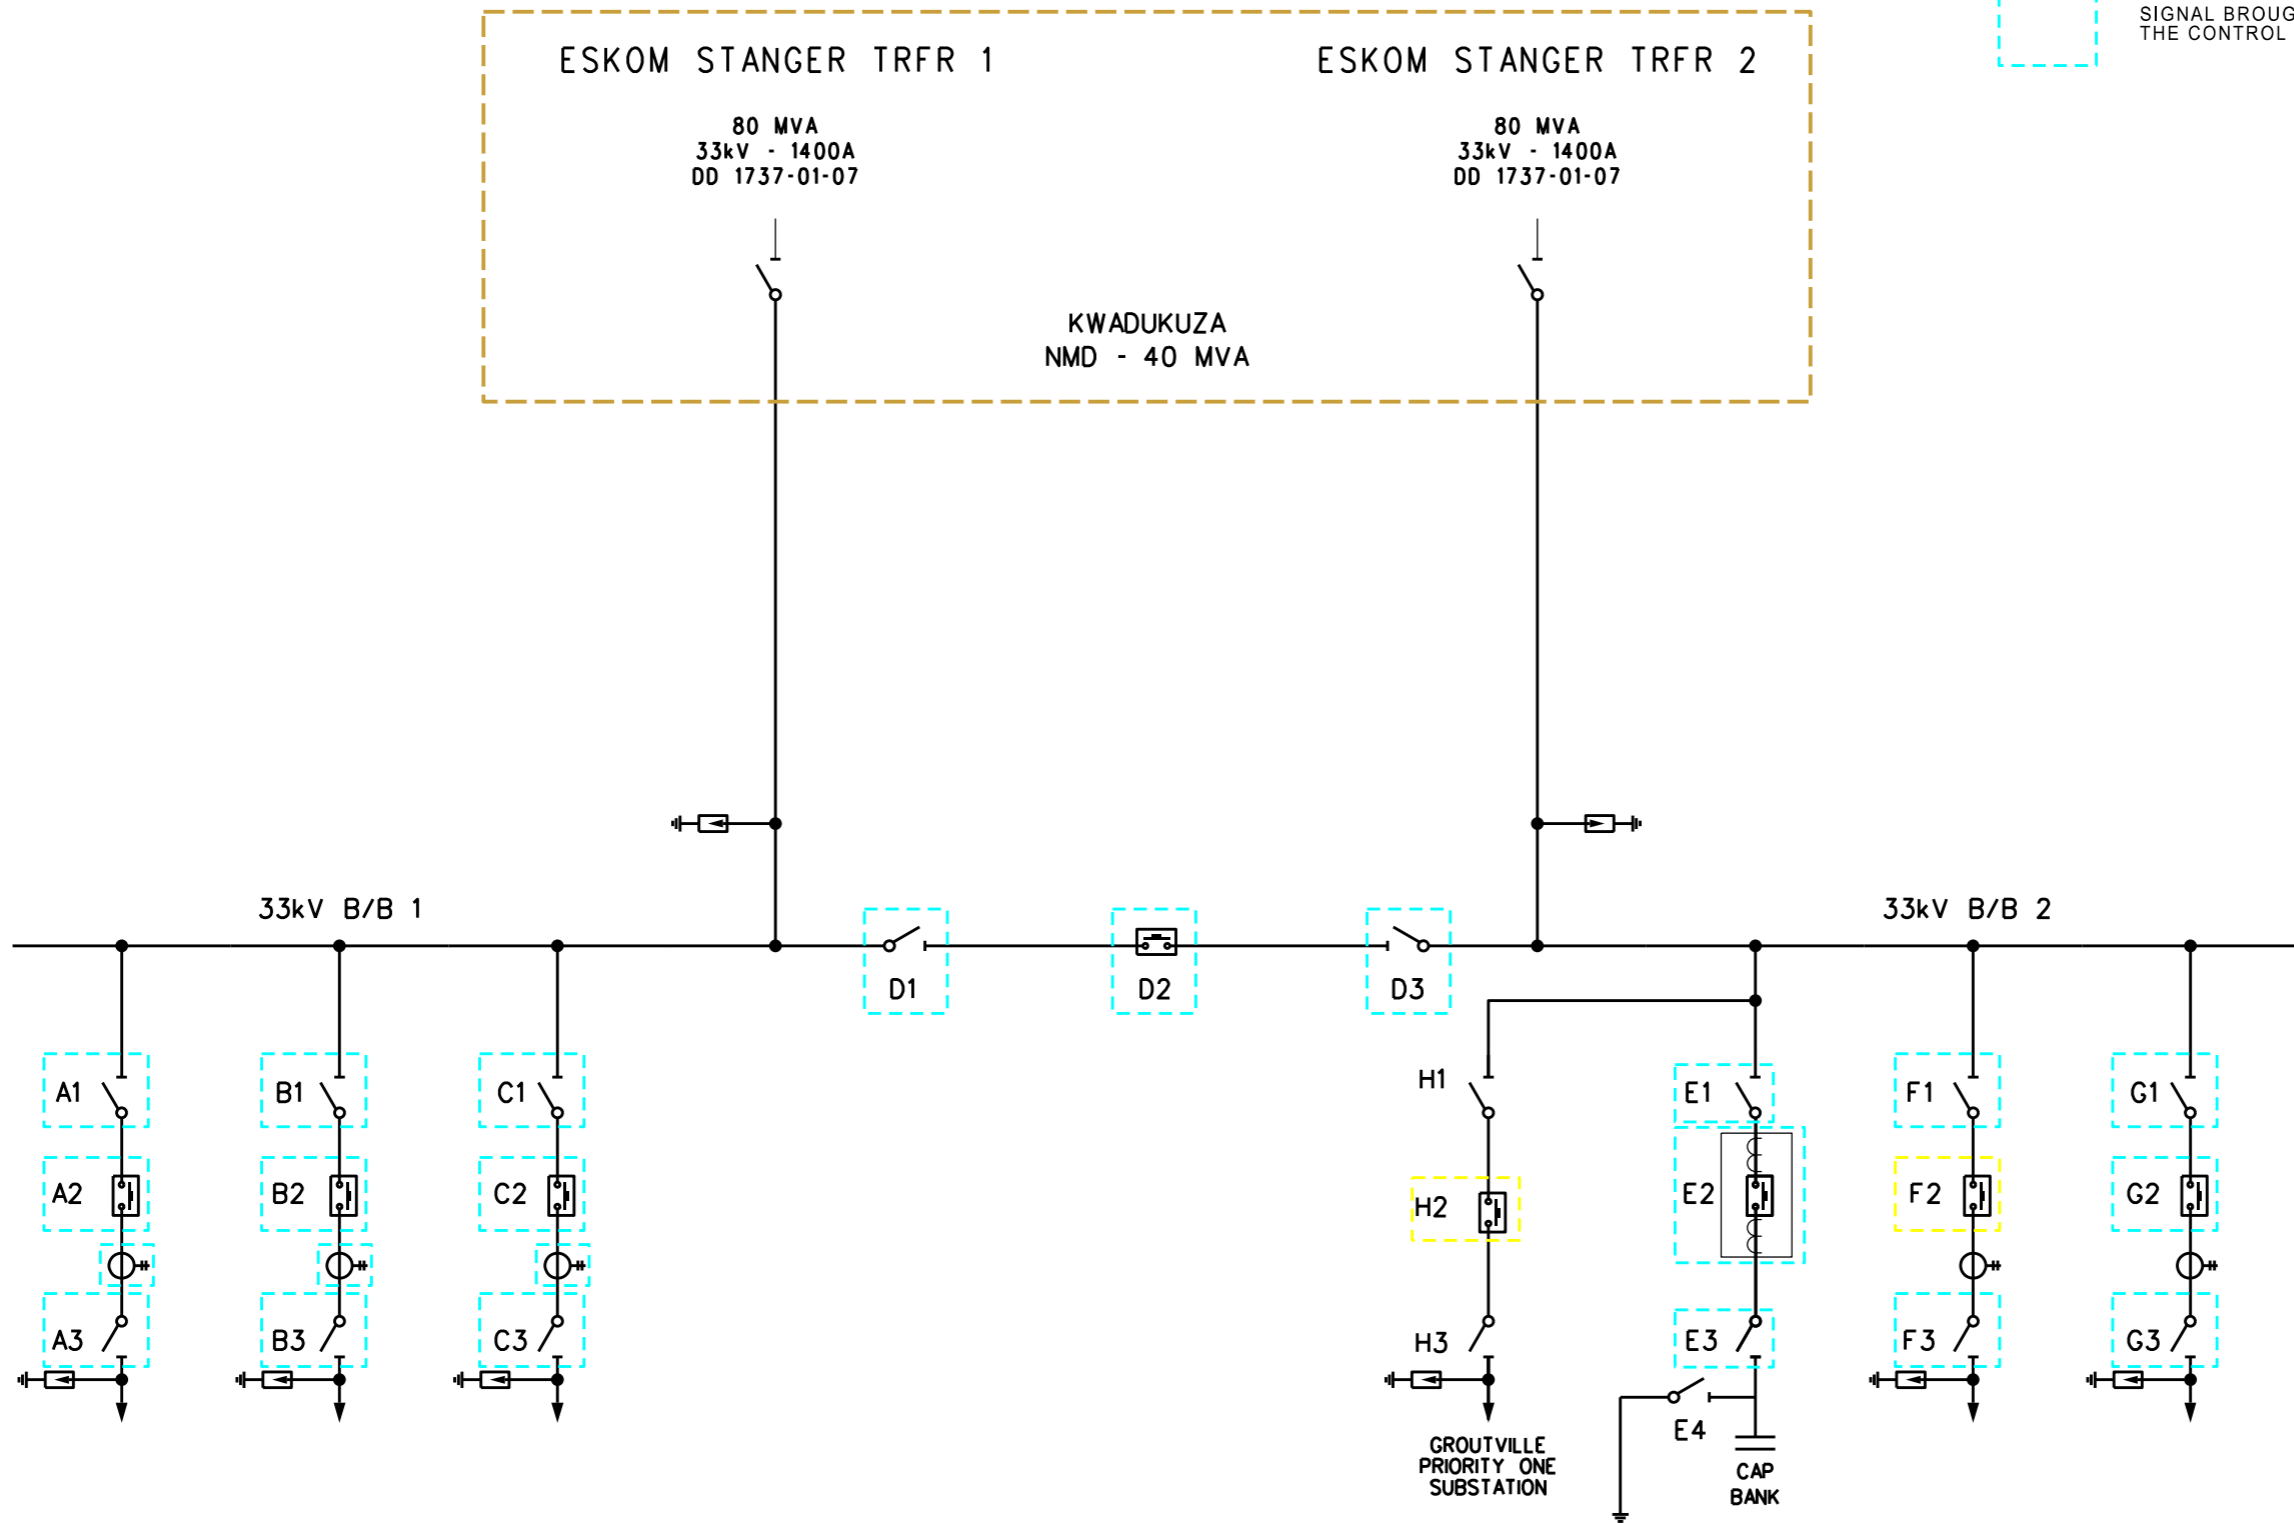 SIGNAL BROUG
THE CONTROL
ESKOM STANGER TRFR 1
80 MVA
33kV - 1400A
DD 1737-01-07
ESKOM STANGER TRFR 2
80 MVA
33kV - 1400A
DD 1737-01-07
KWADUKUZA
NMD - 40 MVA
33kV B/B 1
33kV B/B 2
D1
D2
D3
A1
B1
C1
H1
E1
F1
G1
A2
B2
C2
H2
E2
F2
G2
A3
B3
C3
H3
E3
F3
G3
E4
GROUTVILLE
PRIORITY ONE
SUBSTATION
CAP
BANK